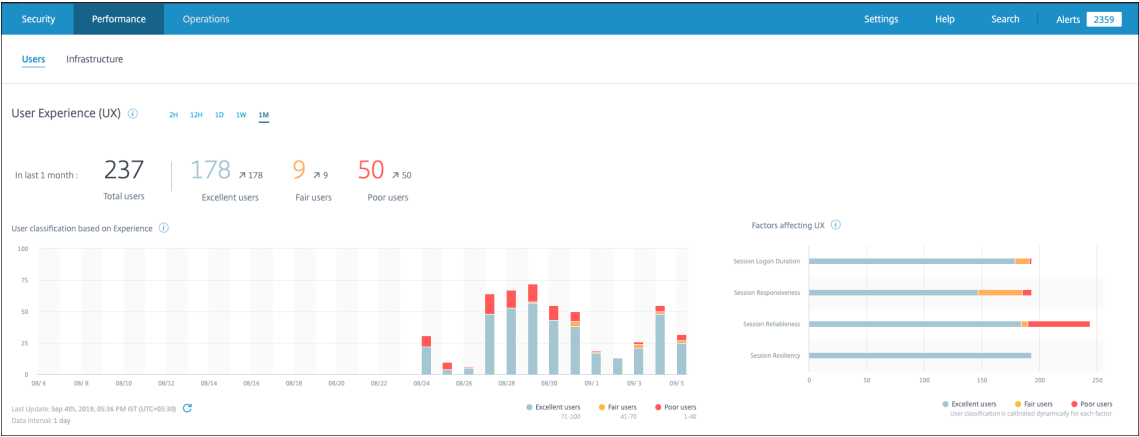 Security Performance Operations Settings Help Search Alerts 2359
Users Infrastructure
User Experience (UX) i 2H 12H 1D 1W 1M
In last 1 month : 237 178 178 9 9 50 50
Total users Excellent users Fair users Poor users
User classification based on Experience i
100
75
50
25
0
08/ 6 08/ 8 08/10 08/12 08/14 08/16 08/18 08/20 08/22 08/24 08/26 08/28 08/30 09/ 1 09/ 3 09/ 5
Last Update: Sep 4th, 2019, 05:36 PM IST (UTC+05:30)
Data interval: 1 day
Excellent users Fair users Poor users
71-100 41-70 1-40
Factors affecting UX i
Session Logon Duration
Session Responsiveness
Session Reliableness
Session Resiliency
0 50 100 150 200 250
Excellent users Fair users Poor users
User classification is calibrated dynamically for each factor.